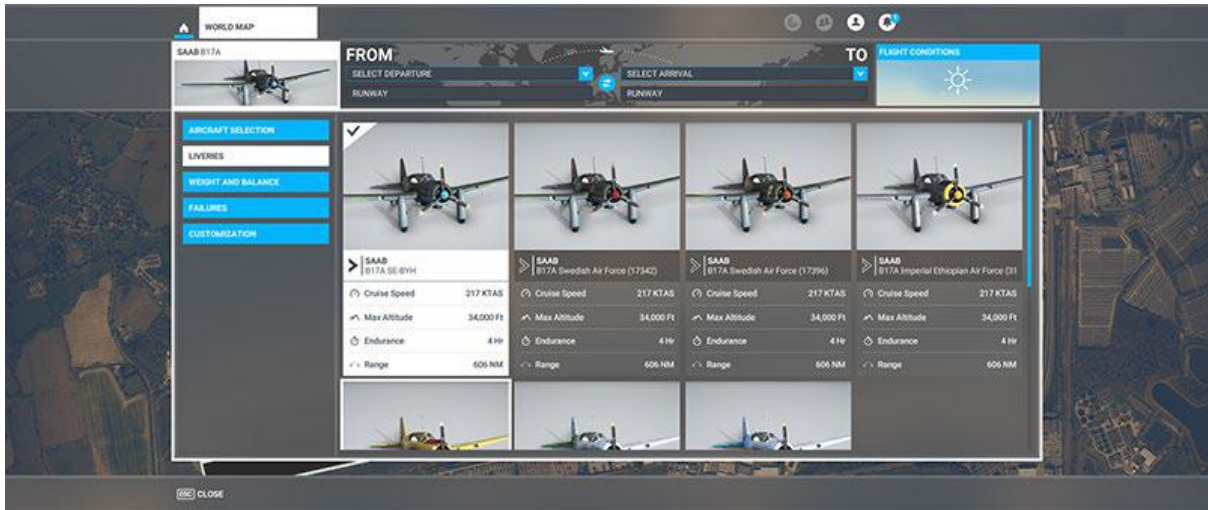 WORLD MAP
SAAB B17A
FROM
TO
SELECT DEPARTURE
SELECT ARRIVAL
RUNWAY
RUNWAY
FLIGHT CONDITIONS
AIRCRAFT SELECTION
LIVERIES
WEIGHT AND BALANCE
FAILURES
CUSTOMIZATION
SAAB
B17A SE-BYH
Cruise Speed 217 KTAS
Max Altitude 34,000 Ft
Endurance 4 Hr
Range 606 NM
SAAB
B17A Swedish Air Force (17342)
Cruise Speed 217 KTAS
Max Altitude 34,000 Ft
Endurance 4 Hr
Range 606 NM
SAAB
B17A Swedish Air Force (17396)
Cruise Speed 217 KTAS
Max Altitude 34,000 Ft
Endurance 4 Hr
Range 606 NM
SAAB
B17A Imperial Ethiopian Air Force (31
Cruise Speed 217 KTAS
Max Altitude 34,000 Ft
Endurance 4 Hr
Range 606 NM
ESC CLOSE